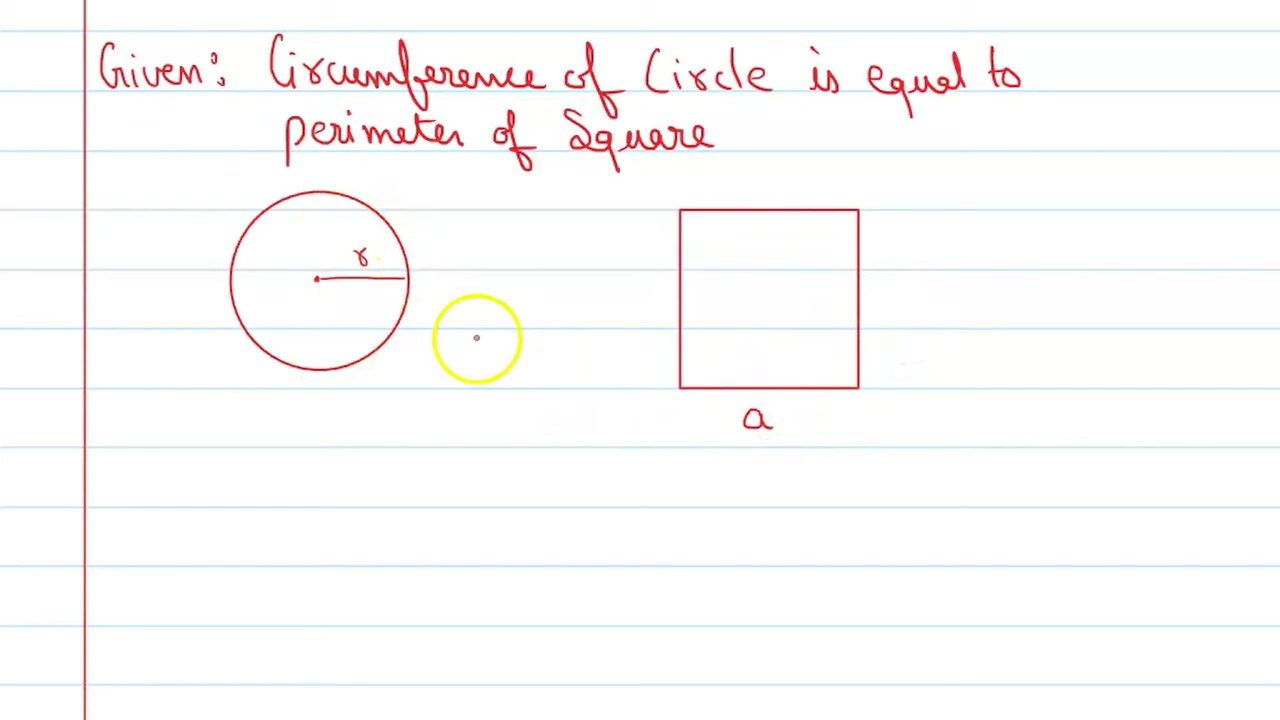 Given: Circumference of Circle is equal to
perimeter of Square
r
a